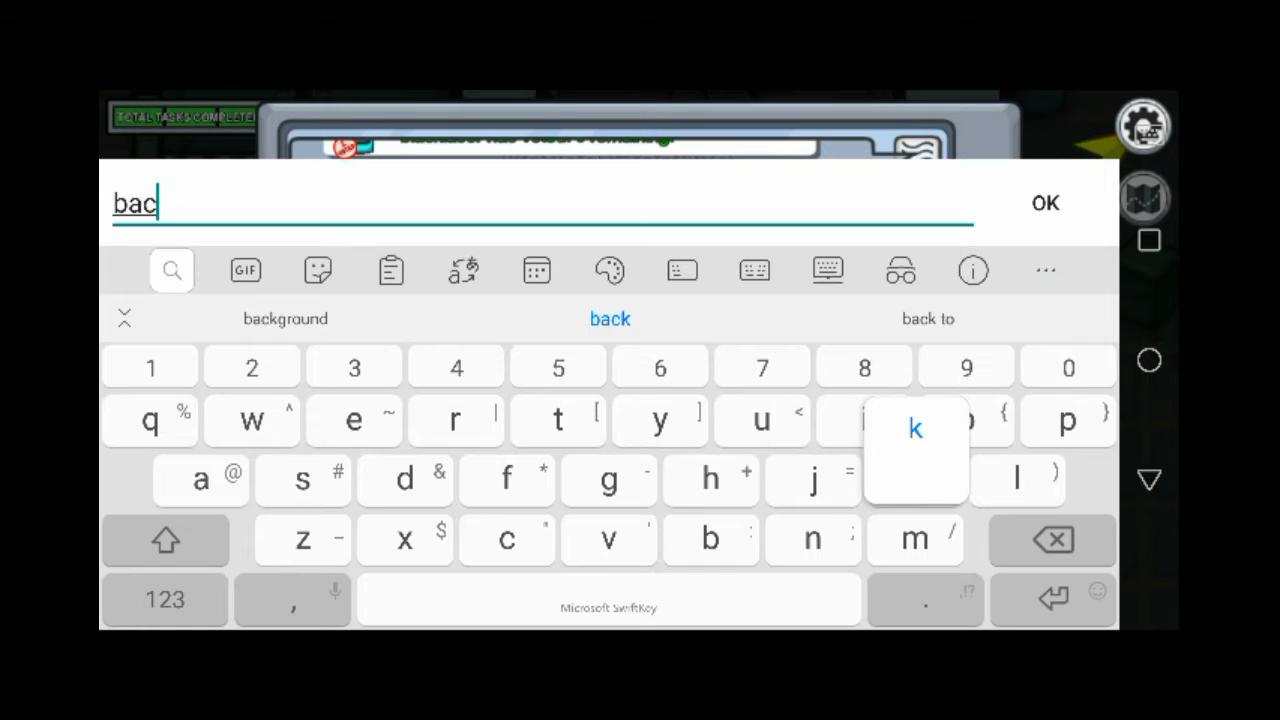 TOTAL TASKS COMPLETED
bac
OK
GIF
background
back
back to
1 2 3 4 5 6 7 8 9 0
q % w ^ e ~ r | t [ y ] u < i { p }
k
a @ s # d & f * g - h + j = l )
z _ x $ c " v ' b : n ; m /
123 , Microsoft SwiftKey . ,!?